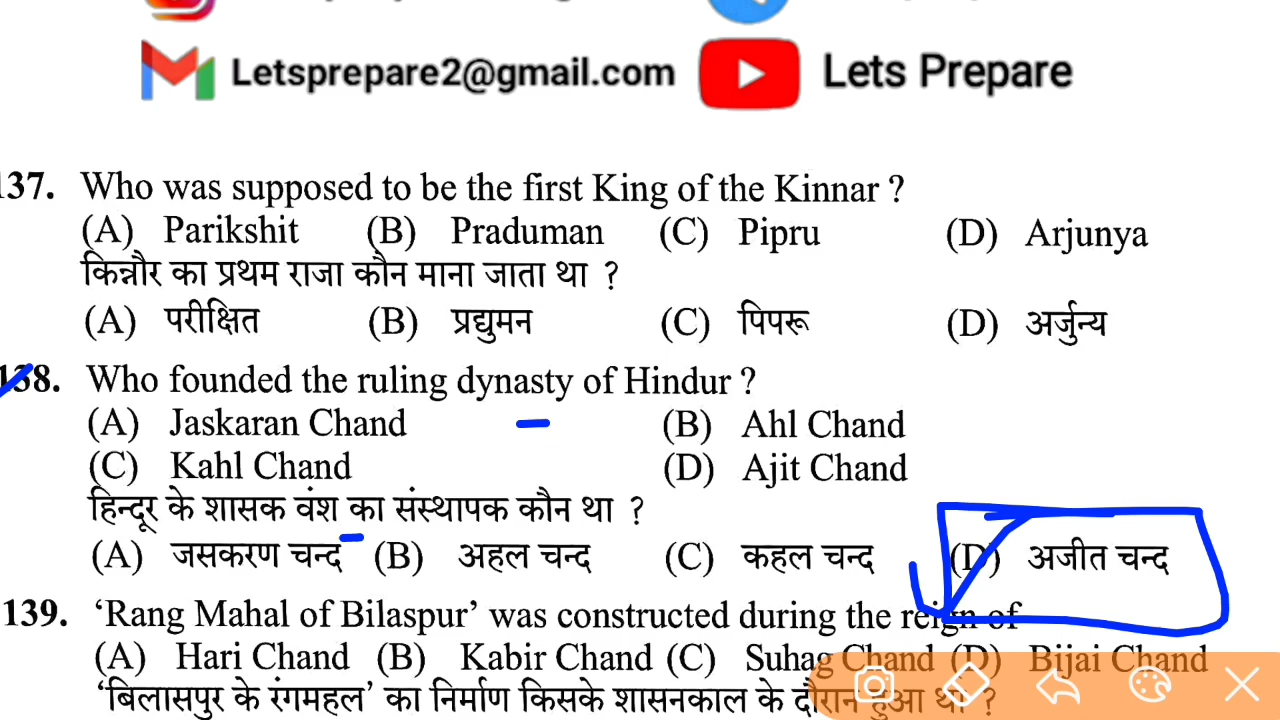 Letsprepare2@gmail.com Lets Prepare
137. Who was supposed to be the first King of the Kinnar ?
(A) Parikshit (B) Praduman (C) Pipru (D) Arjunya
किन्नौर का प्रथम राजा कौन माना जाता था ?
(A) परीक्षित (B) प्रद्युमन (C) पिपरू (D) अर्जुन्य
138. Who founded the ruling dynasty of Hindur ?
(A) Jaskaran Chand (B) Ahl Chand
(C) Kahl Chand (D) Ajit Chand
हिन्दूर के शासक वंश का संस्थापक कौन था ?
(A) जसकरण चन्द (B) अहल चन्द (C) कहल चन्द (D) अजीत चन्द
139. ‘Rang Mahal of Bilaspur’ was constructed during the reign of
(A) Hari Chand (B) Kabir Chand (C) Suhag Chand (D) Bijai Chand
‘बिलासपुर के रंगमहल’ का निर्माण किसके शासनकाल के दौरान हुआ था ?